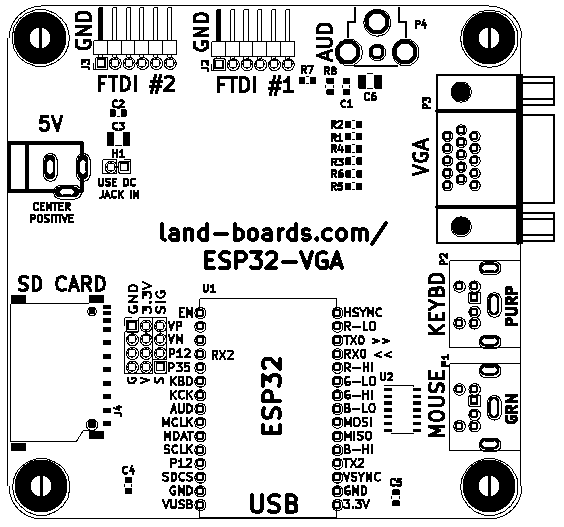 GND
J3
FTDI #2
GND
J2
FTDI #1
AUD
P4
R7
R8
C1
C6
C2
C3
H1
USE DC
JACK IN
5V
CENTER
POSITIVE
R2
R1
R4
R3
R6
R5
P3
VGA
land-boards.com/
ESP32-VGA
SD CARD
J4
GND
3.3V
SIG
G
V
S
U1
EN
VP
VN
P12
P35
KBD
KCK
AUD
MCLK
MDAT
SCLK
P12
SDCS
GND
VUSB
RX2
ESP32
USB
HSYNC
R-LO
TX0 >>
RX0 <<
R-HI
G-LO
G-HI
B-LO
MOSI
MISO
B-HI
TX2
VSYNC
GND
3.3V
U2
P2
KEYBD
PURP
P1
MOUSE
GRN
C4